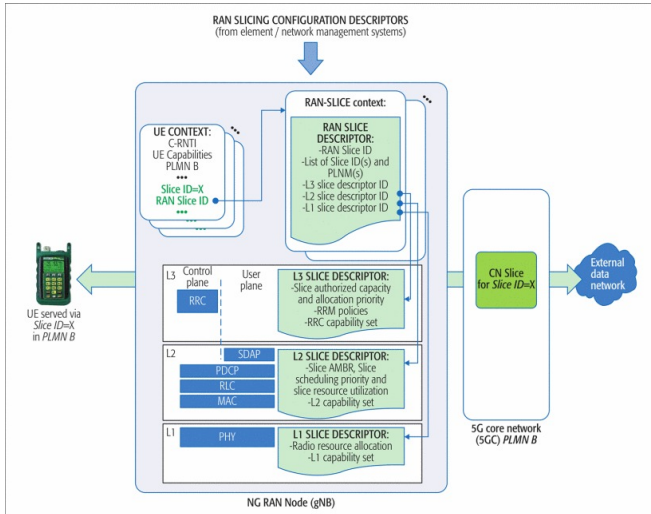 RAN SLICING CONFIGURATION DESCRIPTORS
(from element / network management systems)
UE CONTEXT:
C-RNTI
UE Capabilities
PLMN B
•••
Slice ID=X
RAN Slice ID
•••
•••
•••
RAN-SLICE context:
•••
RAN SLICE
DESCRIPTOR:
-RAN Slice ID
-List of Slice ID(s) and
PLNM(s)
-L3 slice descriptor ID
-L2 slice descriptor ID
-L1 slice descriptor ID
UE served via
Slice ID=X
in PLMN B
L3
Control
plane
User
plane
RRC
L3 SLICE DESCRIPTOR:
-Slice authorized capacity
and allocation priority
-RRM policies
-RRC capability set
L2
SDAP
PDCP
RLC
MAC
L2 SLICE DESCRIPTOR:
-Slice AMBR, Slice
scheduling priority and
slice resource utilization
-L2 capability set
L1
PHY
L1 SLICE DESCRIPTOR:
-Radio resource allocation
-L1 capability set
NG RAN Node (gNB)
CN Slice
for Slice ID=X
5G core network
(5GC) PLMN B
External
data
network